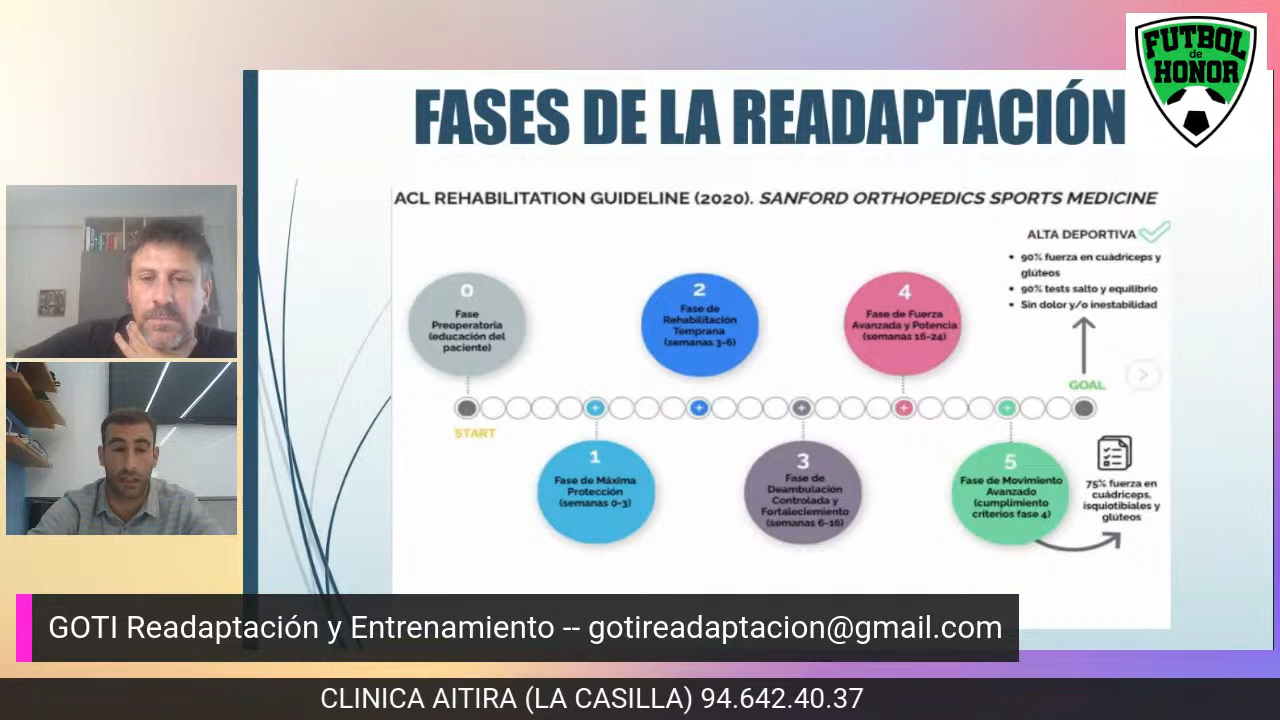 FUTBOL
de
HONOR
FASES DE LA READAPTACIÓN
ACL REHABILITATION GUIDELINE (2020). SANFORD ORTHOPEDICS SPORTS MEDICINE
ALTA DEPORTIVA
• 90% fuerza en cuádriceps y
glúteos
• 90% tests salto y equilibrio
• Sin dolor y/o inestabilidad
0
Fase
Preoperatoria
(educación del
paciente)
2
Fase de
Rehabilitación
Temprana
(semanas 3-6)
4
Fase de Fuerza
Avanzada y Potencia
(semanas 16-24)
GOAL
START
1
Fase de Máxima
Protección
(semanas 0-3)
3
Fase de
Deambulación
Controlada y
Fortaleciemiento
(semanas 6-16)
5
Fase de Movimiento
Avanzado
(cumplimiento
criterios fase 4)
75% fuerza en
cuádriceps,
isquiotibiales y
glúteos
GOTI Readaptación y Entrenamiento -- gotireadaptacion@gmail.com
CLINICA AITIRA (LA CASILLA) 94.642.40.37